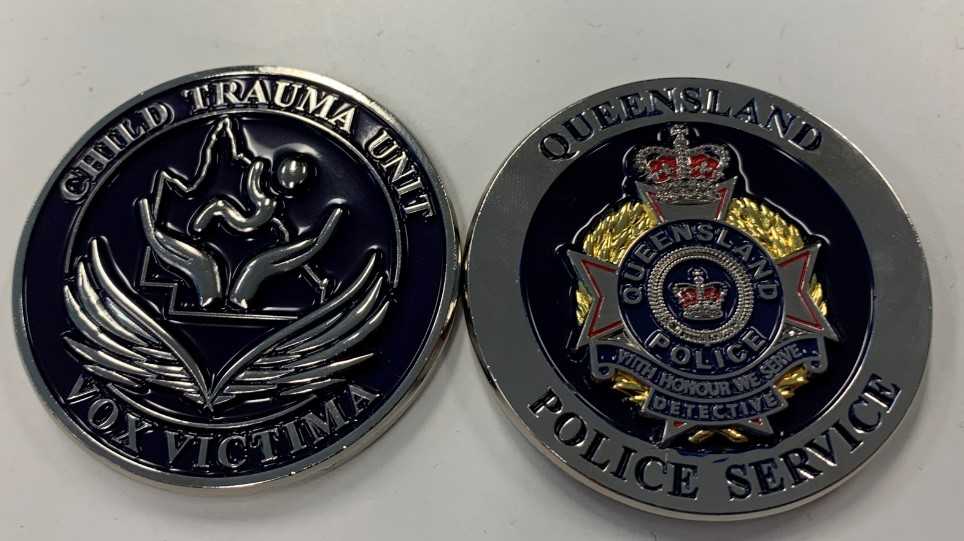 CHILD TRAUMA UNIT
VOX VICTIMA
QUEENSLAND
QUEENSLAND
POLICE
WITH HONOUR WE SERVE
DETECTIVE
POLICE SERVICE